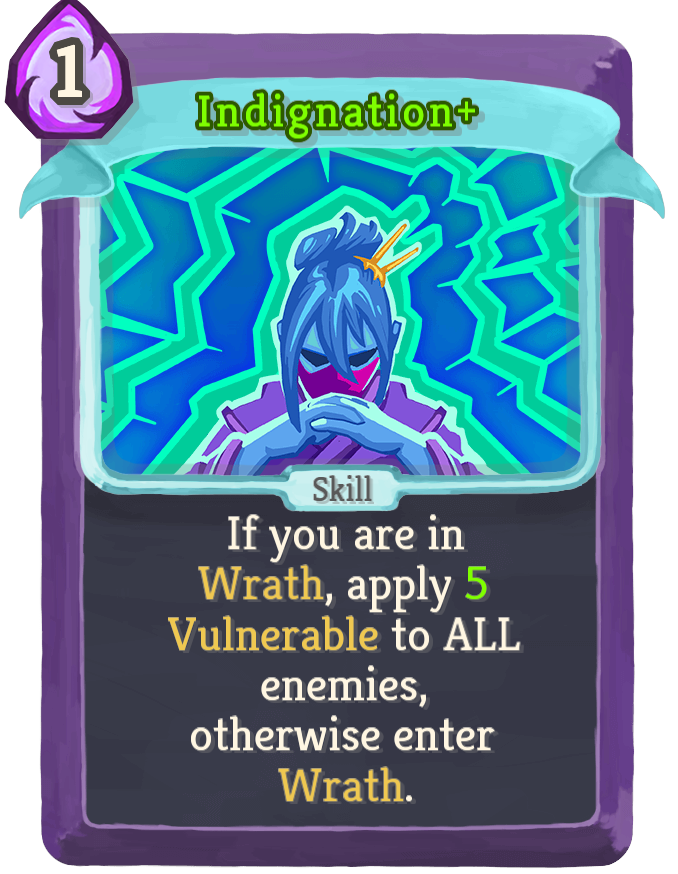 1
Indignation+
Skill
If you are in
Wrath, apply 5
Vulnerable to ALL
enemies,
otherwise enter
Wrath.